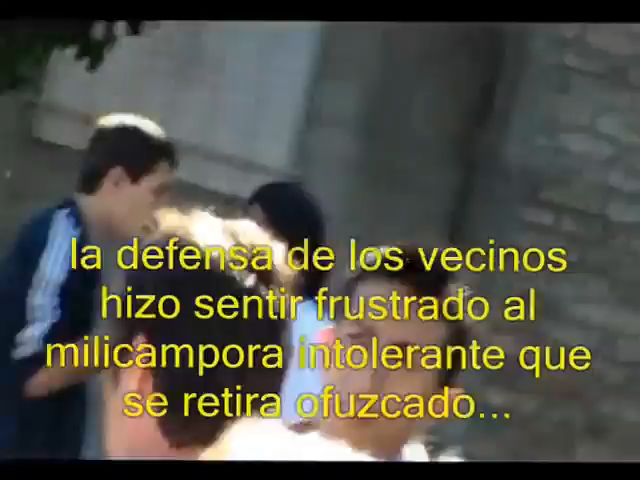 la defensa de los vecinos
hizo sentir frustrado al
milicampora intolerante que
se retira ofuzcado...